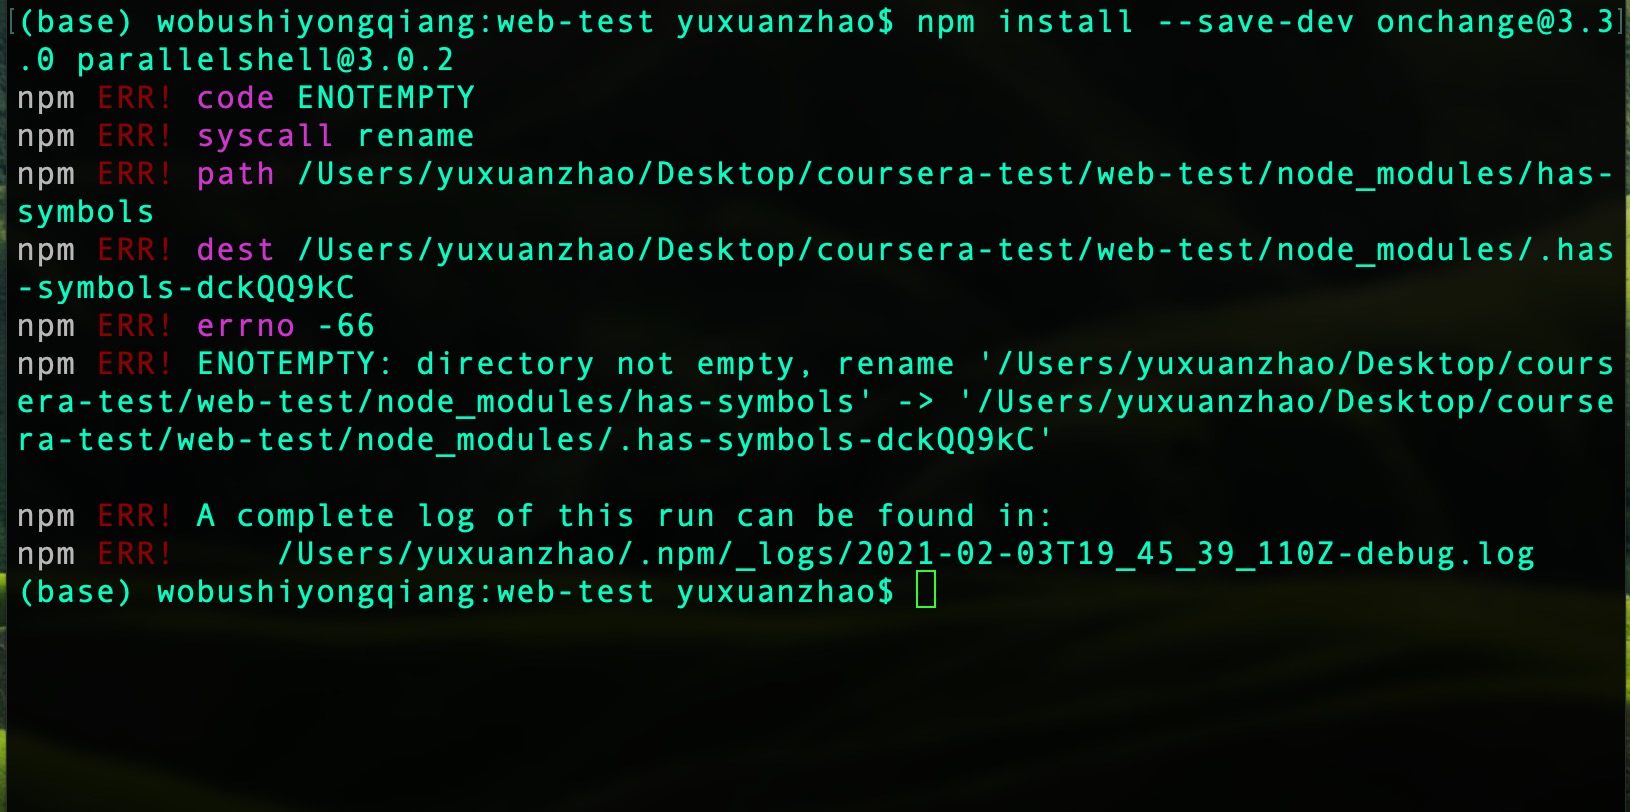 [(base) wobushiyongqiang:web-test yuxuanzhao$ npm install --save-dev onchange@3.3]
.0 parallelshell@3.0.2
npm ERR! code ENOTEMPTY
npm ERR! syscall rename
npm ERR! path /Users/yuxuanzhao/Desktop/coursera-test/web-test/node_modules/has-
symbols
npm ERR! dest /Users/yuxuanzhao/Desktop/coursera-test/web-test/node_modules/.has
-symbols-dckQQ9kC
npm ERR! errno -66
npm ERR! ENOTEMPTY: directory not empty, rename '/Users/yuxuanzhao/Desktop/cours
era-test/web-test/node_modules/has-symbols' -> '/Users/yuxuanzhao/Desktop/course
ra-test/web-test/node_modules/.has-symbols-dckQQ9kC'
npm ERR! A complete log of this run can be found in:
npm ERR!     /Users/yuxuanzhao/.npm/_logs/2021-02-03T19_45_39_110Z-debug.log
(base) wobushiyongqiang:web-test yuxuanzhao$